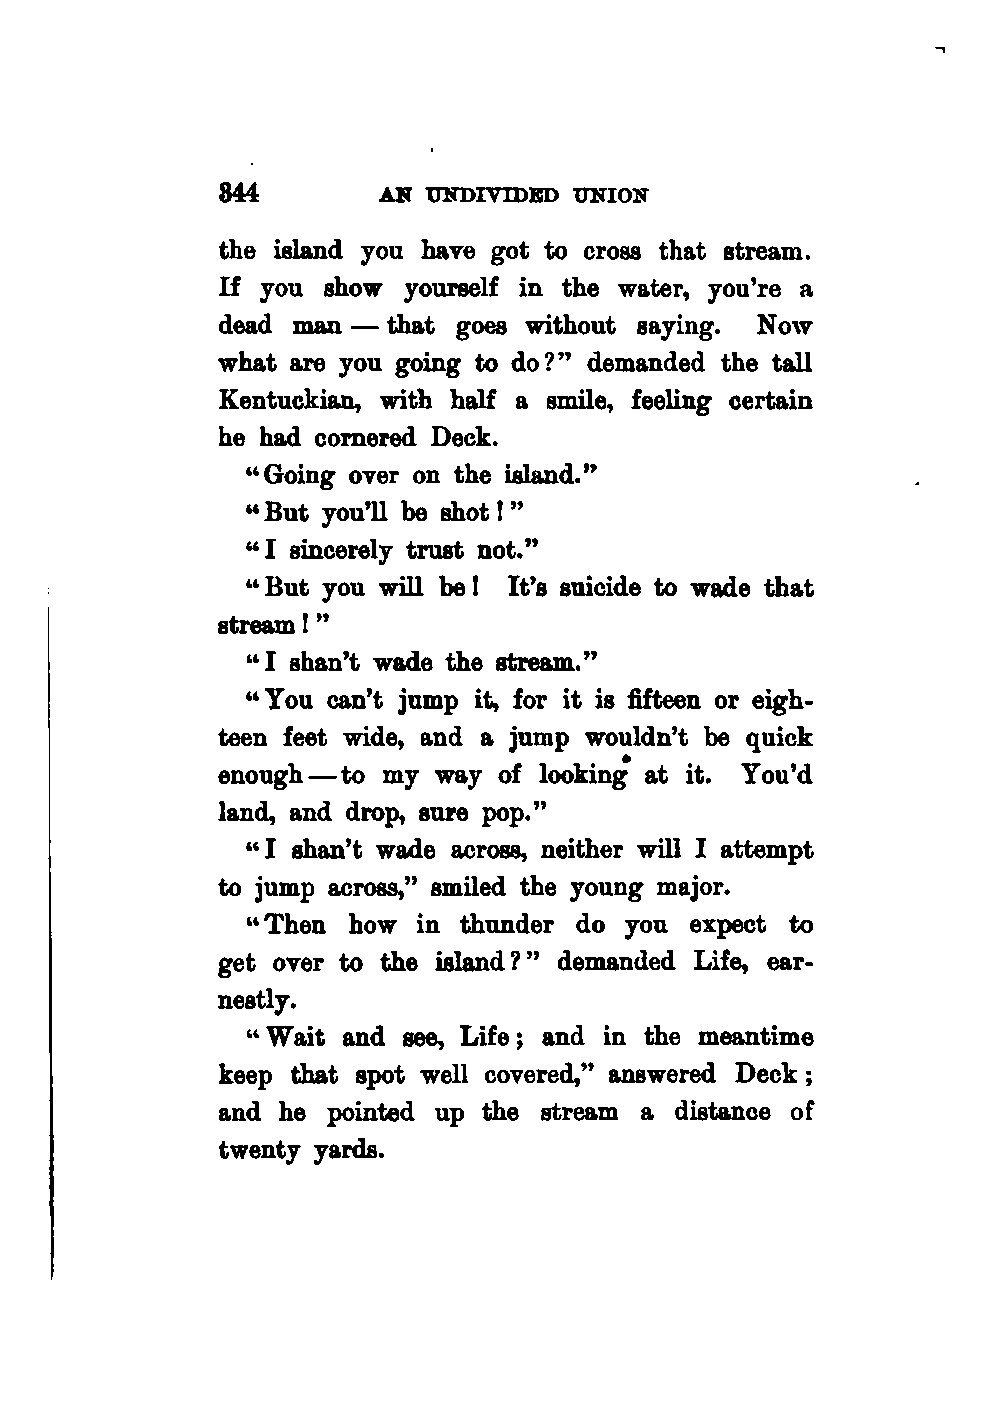 344 AN UNDIVIDED UNION
the island you have got to cross that stream.
If you show yourself in the water, you're a
dead man — that goes without saying. Now
what are you going to do?" demanded the tall
Kentuckian, with half a smile, feeling certain
he had cornered Deck.
"Going over on the island."
"But you'll be shot!"
"I sincerely trust not."
"But you will be! It's suicide to wade that
stream!"
"I shan't wade the stream."
"You can't jump it, for it is fifteen or eigh-
teen feet wide, and a jump wouldn't be quick
enough — to my way of looking at it. You'd
land, and drop, sure pop."
"I shan't wade across, neither will I attempt
to jump across," smiled the young major.
"Then how in thunder do you expect to
get over to the island?" demanded Life, ear-
nestly.
"Wait and see, Life; and in the meantime
keep that spot well covered," answered Deck;
and he pointed up the stream a distance of
twenty yards.